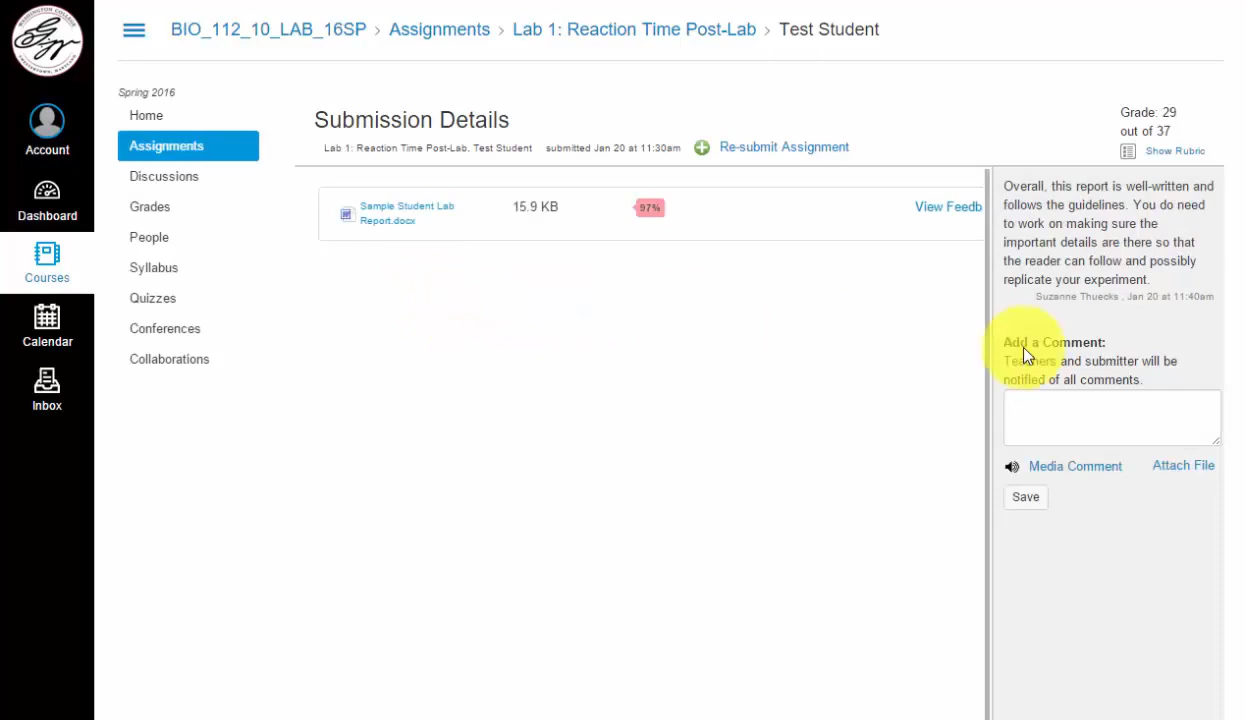 WASHINGTON COLLEGE
CHESTERTOWN, MARYLAND
Account
Dashboard
Courses
Calendar
Inbox
BIO_112_10_LAB_16SP > Assignments > Lab 1: Reaction Time Post-Lab > Test Student
Spring 2016
Home
Assignments
Discussions
Grades
People
Syllabus
Quizzes
Conferences
Collaborations
Submission Details
Lab 1: Reaction Time Post-Lab, Test Student submitted Jan 20 at 11:30am Re-submit Assignment
Grade: 29
out of 37
Show Rubric
Sample Student Lab
Report.docx
15.9 KB
97%
View Feedb
Overall, this report is well-written and
follows the guidelines. You do need
to work on making sure the
important details are there so that
the reader can follow and possibly
replicate your experiment.
Suzanne Thuecks , Jan 20 at 11:40am
Add a Comment:
Teachers and submitter will be
notified of all comments.
Media Comment
Attach File
Save